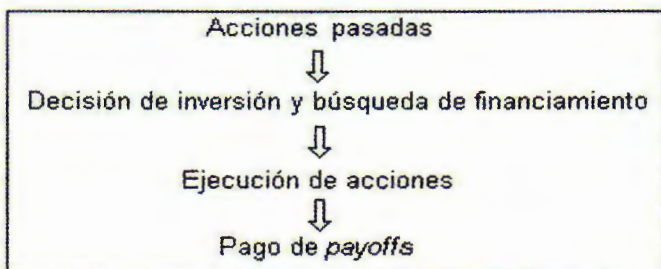 Acciones pasadas
Decisión de inversión y búsqueda de financiamiento
Ejecución de acciones
Pago de payoffs